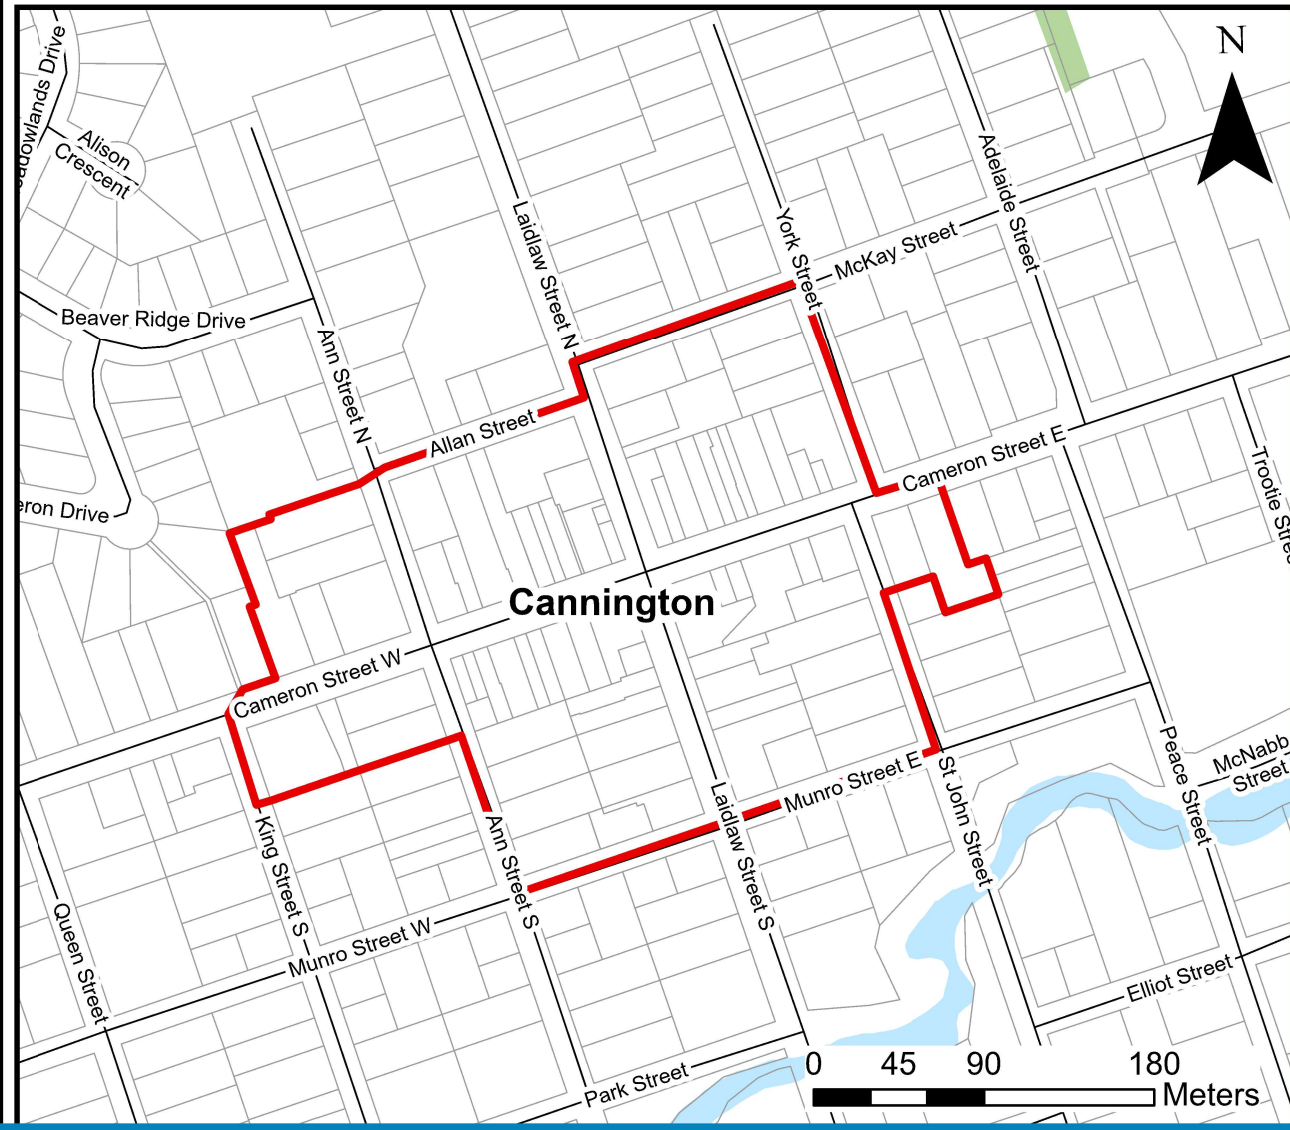 N
Alison
Crescent
Adelaide Street
Laidlaw Street N
York Street
McKay Street
Beaver Ridge Drive
Ann Street N
Allan Street
Cameron Street E
Drive
Cannington
Cameron Street W
Peace Street
McNabb
Street
Munro Street E
St John Street
Laidlaw Street S
King Street S
Ann Street S
Queen Street
Munro Street W
Elliot Street
Park Street
0 45 90 180
Meters